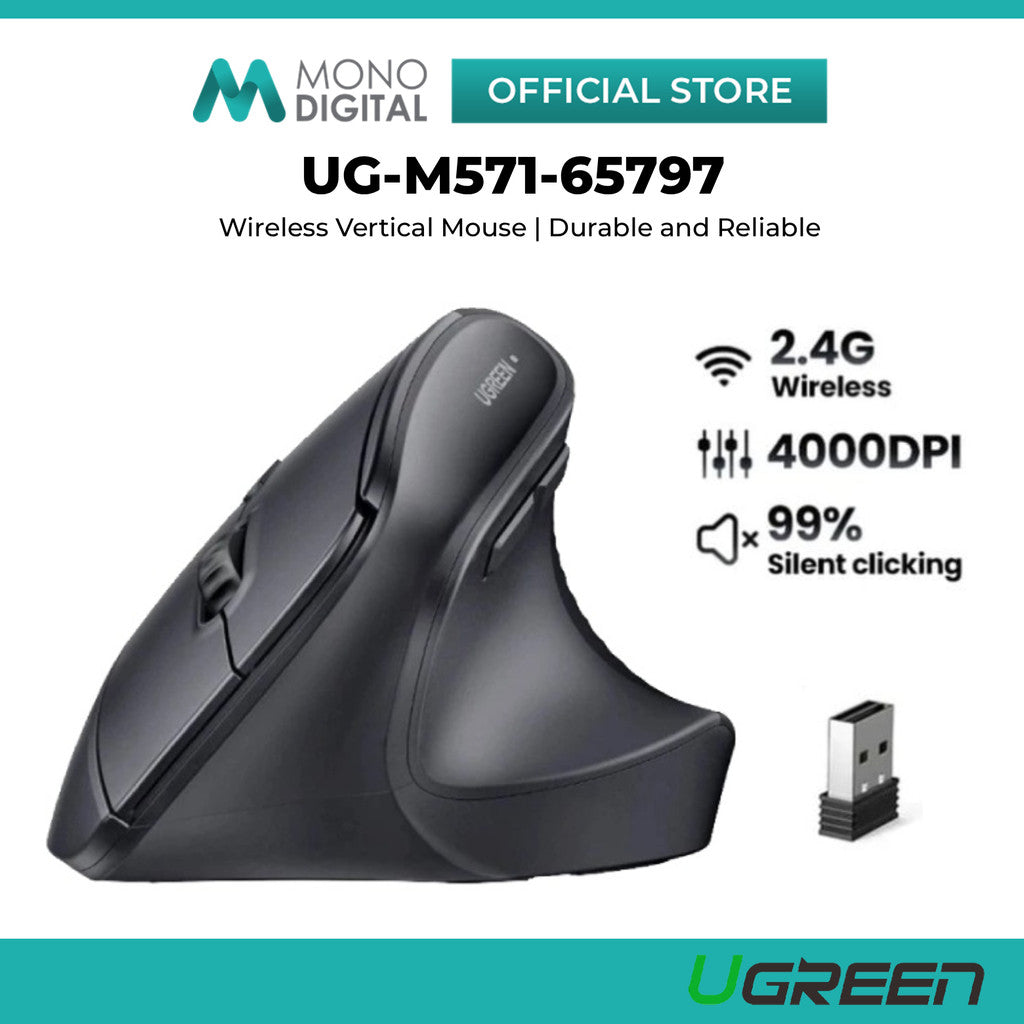 MONO
DIGITAL
OFFICIAL STORE
UG-M571-65797
Wireless Vertical Mouse | Durable and Reliable
UGREEN
2.4G
Wireless
4000DPI
99%
Silent clicking
UGREEN